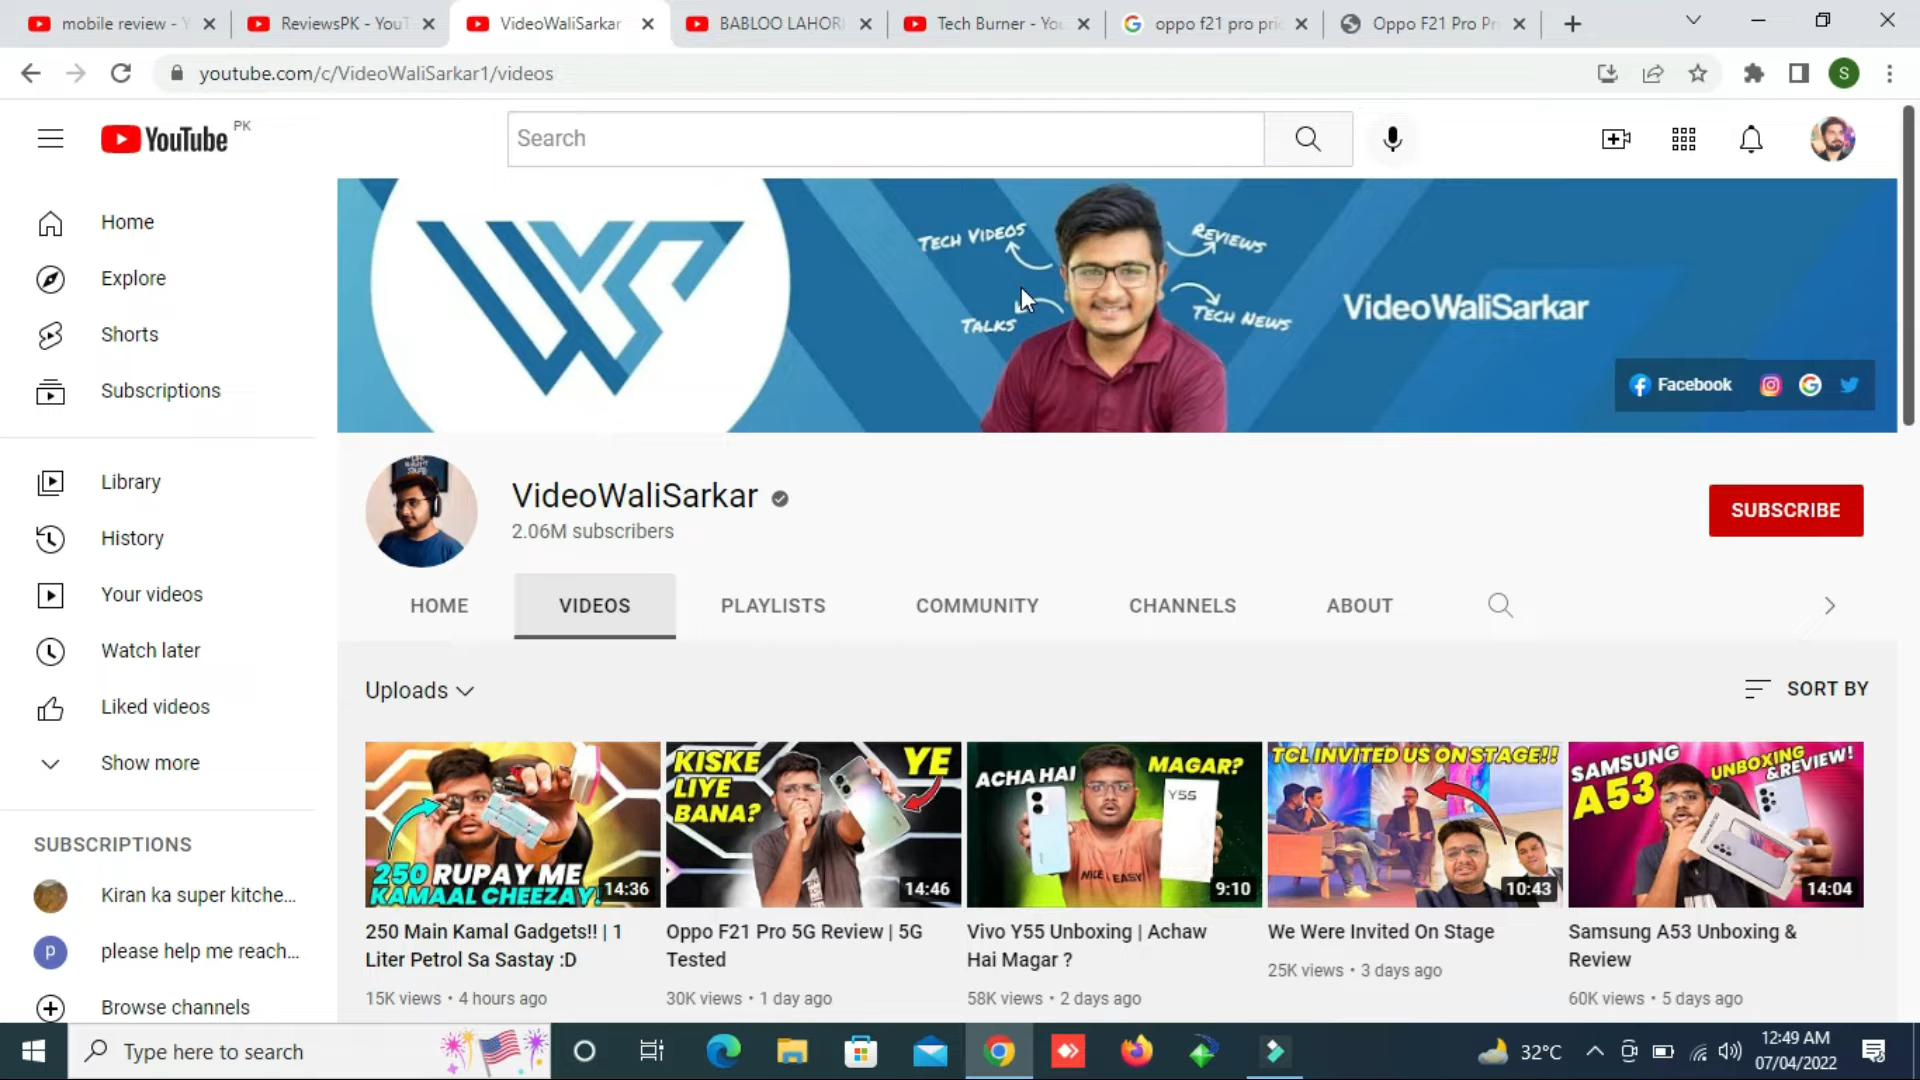 mobile review - Y
ReviewsPK - YouT
VideoWaliSarkar
BABLOO LAHORI
Tech Burner - You
oppo f21 pro pric
Oppo F21 Pro Pr
youtube.com/c/VideoWaliSarkar1/videos
S
YouTube PK
Search
Home
Explore
Shorts
Subscriptions
Library
History
Your videos
Watch later
Liked videos
Show more
SUBSCRIPTIONS
Kiran ka super kitche...
P
please help me reach...
Browse channels
TECH VIDEOS
REVIEWS
TALKS
TECH NEWS
VideoWaliSarkar
Facebook
VideoWaliSarkar
2.06M subscribers
SUBSCRIBE
HOME
VIDEOS
PLAYLISTS
COMMUNITY
CHANNELS
ABOUT
Uploads
SORT BY
250 RUPAY ME
KAMAAL CHEEZAY!
14:36
250 Main Kamal Gadgets!! | 1
Liter Petrol Sa Sastay :D
15K views • 4 hours ago
KISKE
LIYE
BANA?
YE
14:46
Oppo F21 Pro 5G Review | 5G
Tested
30K views • 1 day ago
ACHA HAI
MAGAR?
Y55
NICE EASY
9:10
Vivo Y55 Unboxing | Achaw
Hai Magar ?
58K views • 2 days ago
TCL INVITED US ON STAGE!!
10:43
We Were Invited On Stage
25K views • 3 days ago
SAMSUNG
A53
UNBOXING
& REVIEW!
14:04
Samsung A53 Unboxing &
Review
60K views • 5 days ago
Type here to search
32°C
12:49 AM
07/04/2022